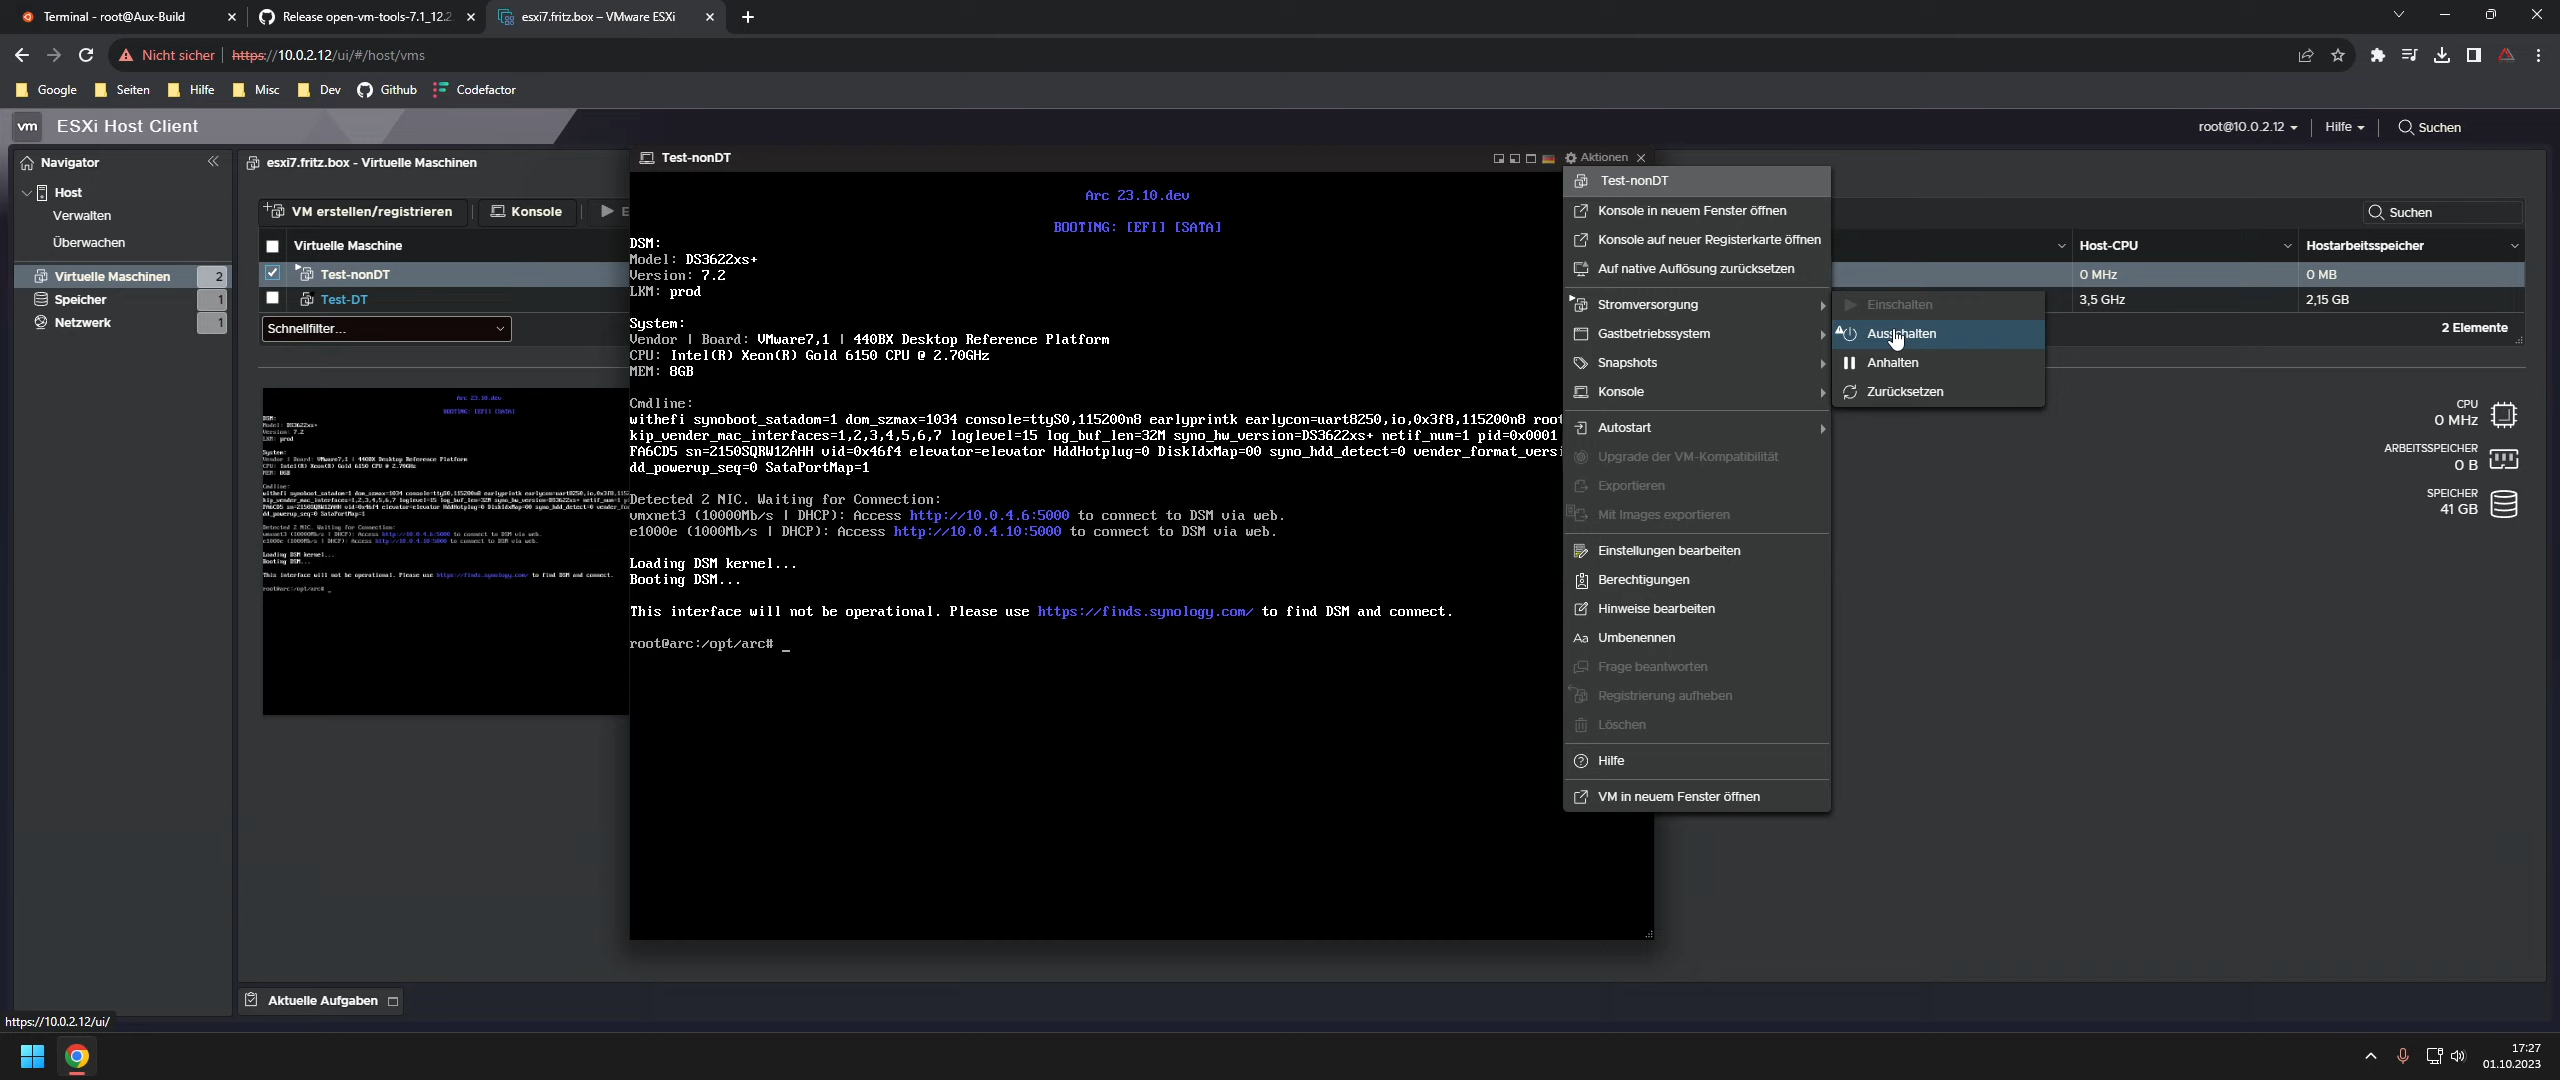 Terminal - root@Aux-Build
Release open-vm-tools-7.1_12.2
esxi7.fritz.box – VMware ESXi
Nicht sicher
https://10.0.2.12/ui/#/host/vms
Google
Seiten
Hilfe
Misc
Dev
Github
Codefactor
vm ESXi Host Client
root@10.0.2.12
Hilfe
Suchen
Navigator
Host
Verwalten
Überwachen
Virtuelle Maschinen 2
Speicher 1
Netzwerk 1
esxi7.fritz.box - Virtuelle Maschinen
VM erstellen/registrieren
Konsole
E
Suchen
Virtuelle Maschine
Host-CPU
Hostarbeitsspeicher
Test-nonDT
0 MHz
0 MB
Test-DT
3,5 GHz
2,15 GB
Schnellfilter...
2 Elemente
CPU
0 MHz
ARBEITSSPEICHER
0 B
SPEICHER
41 GB
Test-nonDT
Aktionen
Arc 23.10.dev
BOOTING: [EFI] [SATA]
DSM:
Model: DS3622xs+
Version: 7.2
LKM: prod
System:
Vendor | Board: VMware7,1 | 440BX Desktop Reference Platform
CPU: Intel(R) Xeon(R) Gold 6150 CPU @ 2.70GHz
MEM: 8GB
Cmdline:
withefi synoboot_satadom=1 dom_szmax=1034 console=ttyS0,115200n8 earlyprintk earlycon=uart8250,io,0x3f8,115200n8 root
kip_vender_mac_interfaces=1,2,3,4,5,6,7 loglevel=15 log_buf_len=32M syno_hw_version=DS3622xs+ netif_num=1 pid=0x0001
FA6CD5 sn=2150SQRW1ZAHH vid=0x46f4 elevator=elevator HddHotplug=0 DiskIdxMap=00 syno_hdd_detect=0 vender_format_versi
dd_powerup_seq=0 SataPortMap=1
Detected 2 NIC. Waiting for Connection:
vmxnet3 (10000Mb/s | DHCP): Access http://10.0.4.6:5000 to connect to DSM via web.
e1000e (1000Mb/s | DHCP): Access http://10.0.4.10:5000 to connect to DSM via web.
Loading DSM kernel...
Booting DSM...
This interface will not be operational. Please use https://finds.synology.com/ to find DSM and connect.
root@arc:/opt/arc# _
Test-nonDT
Konsole in neuem Fenster öffnen
Konsole auf neuer Registerkarte öffnen
Auf native Auflösung zurücksetzen
Stromversorgung
Gastbetriebssystem
Snapshots
Konsole
Autostart
Upgrade der VM-Kompatibilität
Exportieren
Mit Images exportieren
Einstellungen bearbeiten
Berechtigungen
Hinweise bearbeiten
Umbenennen
Frage beantworten
Registrierung aufheben
Löschen
Hilfe
VM in neuem Fenster öffnen
Einschalten
Ausschalten
Anhalten
Zurücksetzen
Aktuelle Aufgaben
https://10.0.2.12/ui/
17:27
01.10.2023